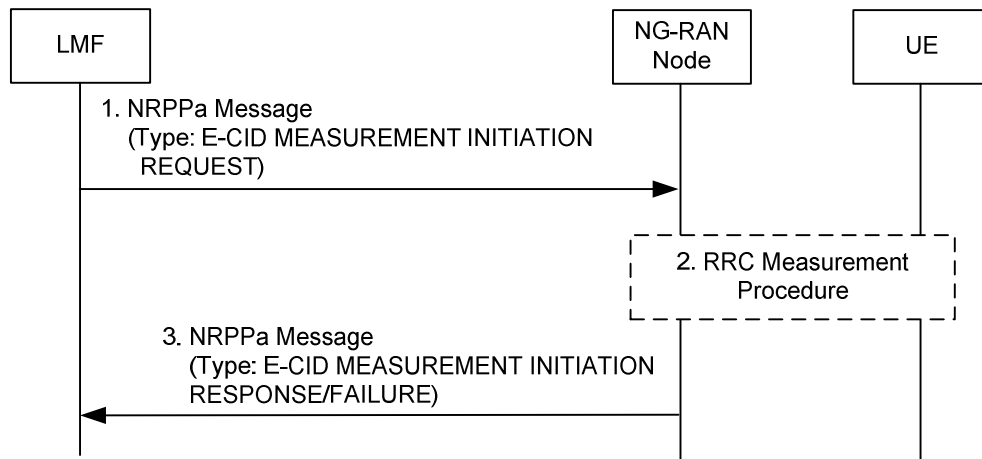 LMF
NG-RAN
Node
UE
1. NRPPa Message
(Type: E-CID MEASUREMENT INITIATION
REQUEST)
2. RRC Measurement
Procedure
3. NRPPa Message
(Type: E-CID MEASUREMENT INITIATION
RESPONSE/FAILURE)